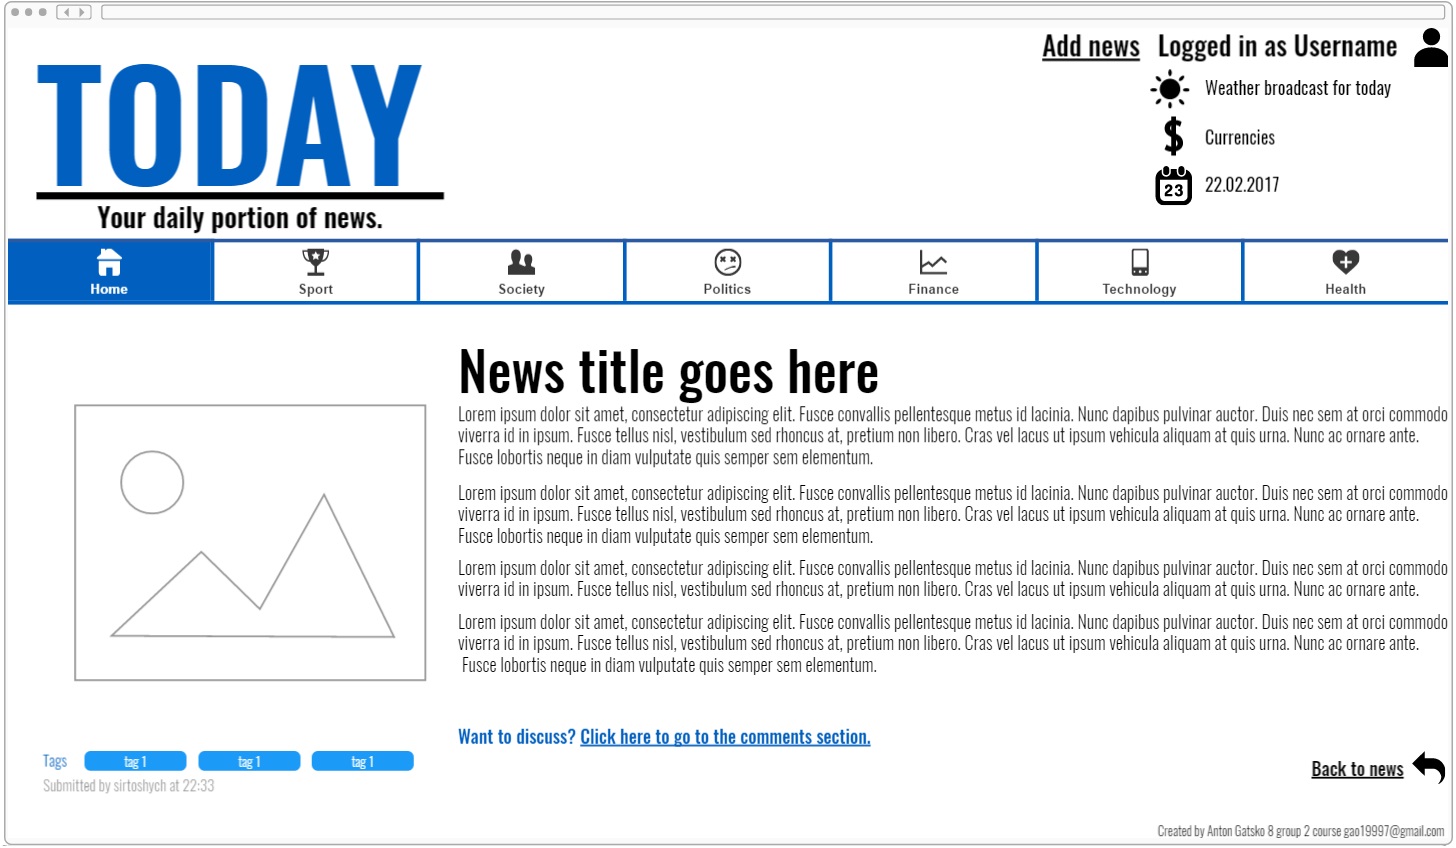 Add news Logged in as Username
TODAY
Your daily portion of news.
Weather broadcast for today
Currencies
23 22.02.2017
Home Sport Society Politics Finance Technology Health
News title goes here
Lorem ipsum dolor sit amet, consectetur adipiscing elit. Fusce convallis pellentesque metus id lacinia. Nunc dapibus pulvinar auctor. Duis nec sem at orci commodo
viverra id in ipsum. Fusce tellus nisl, vestibulum sed rhoncus at, pretium non libero. Cras vel lacus ut ipsum vehicula aliquam at quis urna. Nunc ac ornare ante.
Fusce lobortis neque in diam vulputate quis semper sem elementum.
Lorem ipsum dolor sit amet, consectetur adipiscing elit. Fusce convallis pellentesque metus id lacinia. Nunc dapibus pulvinar auctor. Duis nec sem at orci commodo
viverra id in ipsum. Fusce tellus nisl, vestibulum sed rhoncus at, pretium non libero. Cras vel lacus ut ipsum vehicula aliquam at quis urna. Nunc ac ornare ante.
Fusce lobortis neque in diam vulputate quis semper sem elementum.
Lorem ipsum dolor sit amet, consectetur adipiscing elit. Fusce convallis pellentesque metus id lacinia. Nunc dapibus pulvinar auctor. Duis nec sem at orci commodo
viverra id in ipsum. Fusce tellus nisl, vestibulum sed rhoncus at, pretium non libero. Cras vel lacus ut ipsum vehicula aliquam at quis urna. Nunc ac ornare ante.
Lorem ipsum dolor sit amet, consectetur adipiscing elit. Fusce convallis pellentesque metus id lacinia. Nunc dapibus pulvinar auctor. Duis nec sem at orci commodo
viverra id in ipsum. Fusce tellus nisl, vestibulum sed rhoncus at, pretium non libero. Cras vel lacus ut ipsum vehicula aliquam at quis urna. Nunc ac ornare ante.
Fusce lobortis neque in diam vulputate quis semper sem elementum.
Want to discuss? Click here to go to the comments section.
Tags tag 1 tag 1 tag 1
Submitted by sirtoshych at 22:33
Back to news
Created by Anton Gatsko 8 group 2 course gao19997@gmail.com